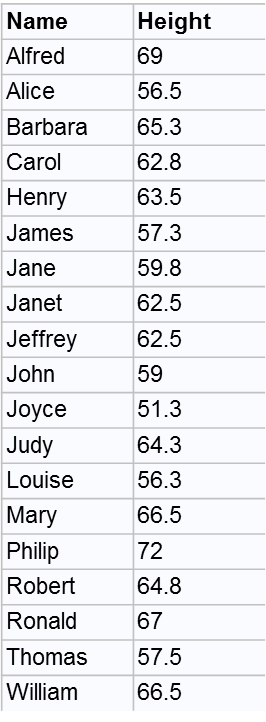 Name Height
Alfred 69
Alice 56.5
Barbara 65.3
Carol 62.8
Henry 63.5
James 57.3
Jane 59.8
Janet 62.5
Jeffrey 62.5
John 59
Joyce 51.3
Judy 64.3
Louise 56.3
Mary 66.5
Philip 72
Robert 64.8
Ronald 67
Thomas 57.5
William 66.5